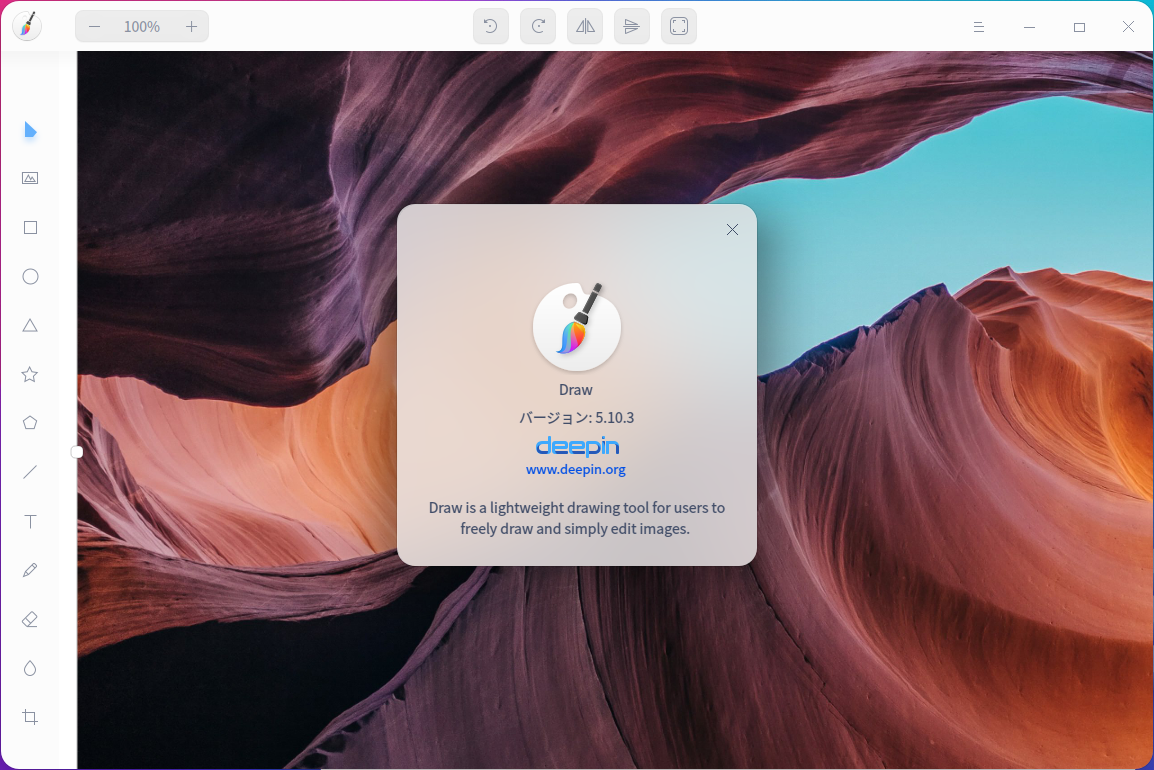 100%
Draw
バージョン: 5.10.3
deepin
www.deepin.org
Draw is a lightweight drawing tool for users to
freely draw and simply edit images.